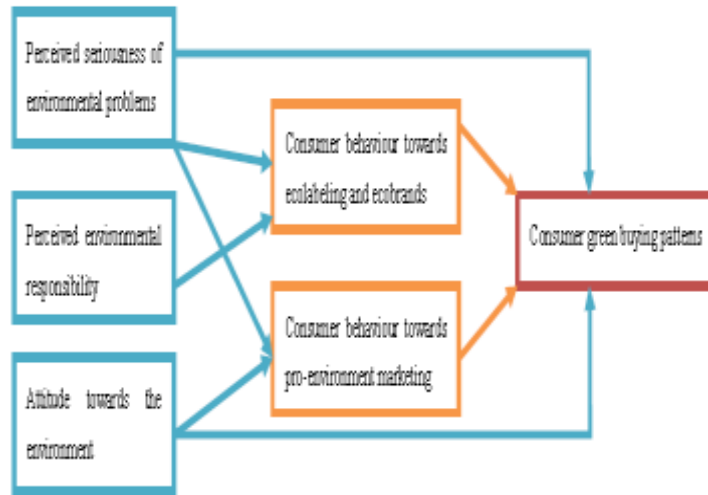 Perceived seriousness of
environmental problems
Consumer behaviour towards
ecolabeling and ecobrands
Perceived environmental
responsibility
Consumer green buying patterns
Consumer behaviour towards
pro-environment marketing
Attitude towards the
environment